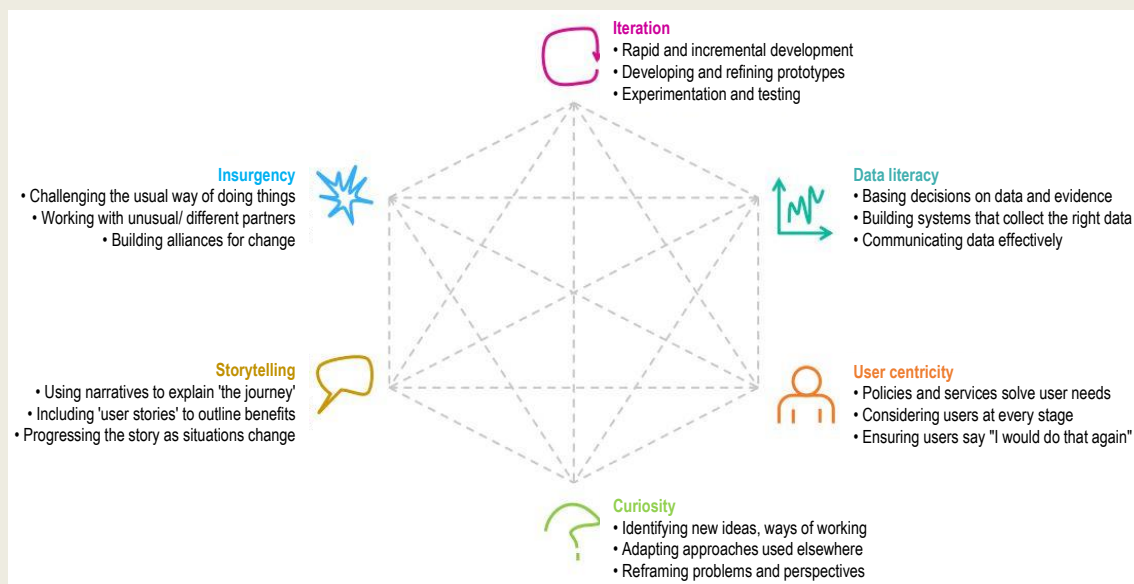 Iteration
• Rapid and incremental development
• Developing and refining prototypes
• Experimentation and testing
Insurgency
• Challenging the usual way of doing things
• Working with unusual/ different partners
• Building alliances for change
Data literacy
• Basing decisions on data and evidence
• Building systems that collect the right data
• Communicating data effectively
Storytelling
• Using narratives to explain 'the journey'
• Including 'user stories' to outline benefits
• Progressing the story as situations change
User centricity
• Policies and services solve user needs
• Considering users at every stage
• Ensuring users say "I would do that again"
Curiosity
• Identifying new ideas, ways of working
• Adapting approaches used elsewhere
• Reframing problems and perspectives